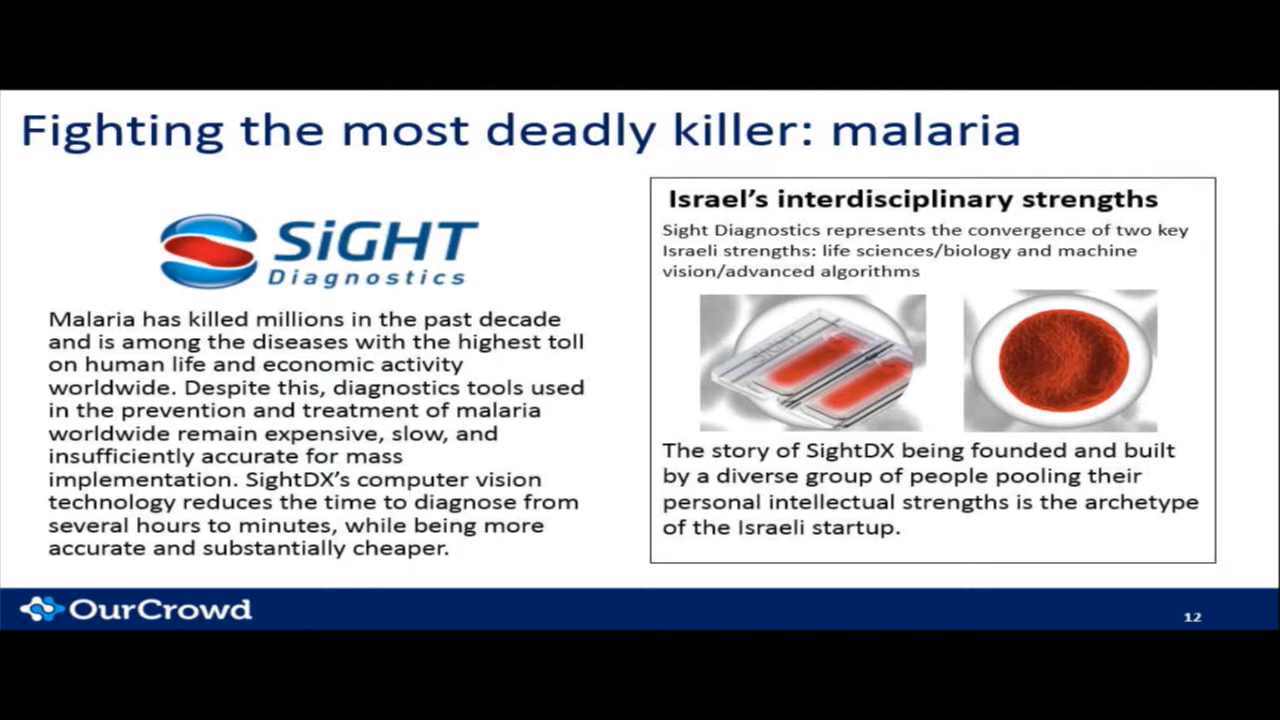 Fighting the most deadly killer: malaria
SiGHT
Diagnostics
Malaria has killed millions in the past decade
and is among the diseases with the highest toll
on human life and economic activity
worldwide. Despite this, diagnostics tools used
in the prevention and treatment of malaria
worldwide remain expensive, slow, and
insufficiently accurate for mass
implementation. SightDX’s computer vision
technology reduces the time to diagnose from
several hours to minutes, while being more
accurate and substantially cheaper.
Israel’s interdisciplinary strengths
Sight Diagnostics represents the convergence of two key
Israeli strengths: life sciences/biology and machine
vision/advanced algorithms
The story of SightDX being founded and built
by a diverse group of people pooling their
personal intellectual strengths is the archetype
of the Israeli startup.
OurCrowd
12